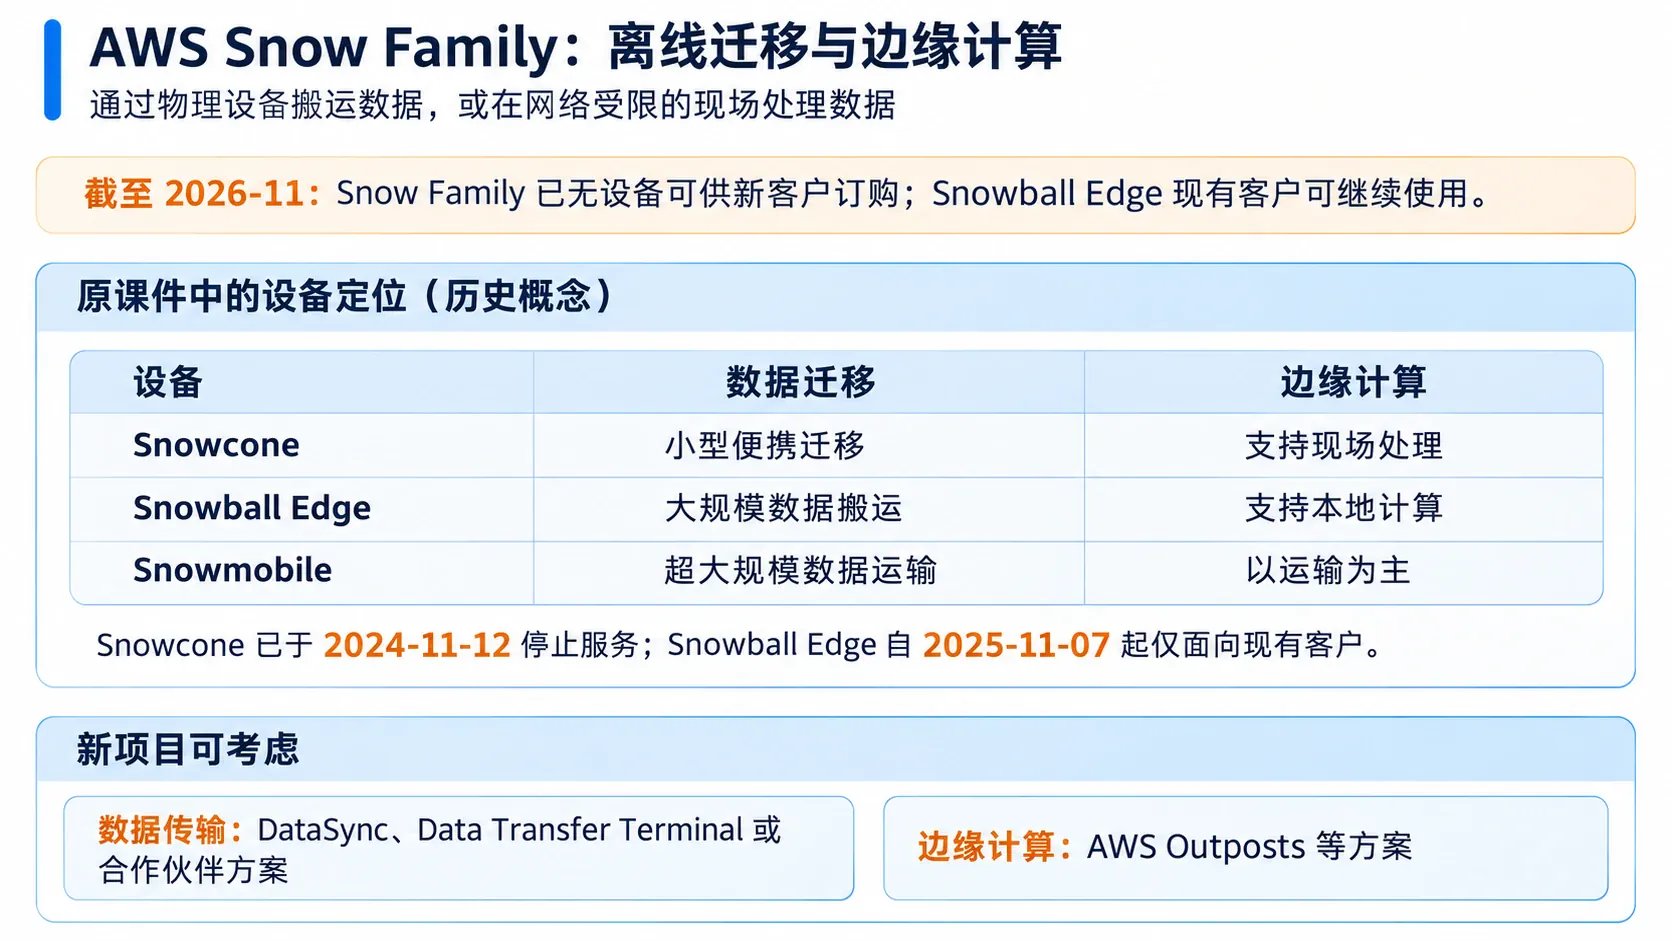 AWS Snow Family：离线迁移与边缘计算
通过物理设备搬运数据，或在网络受限的现场处理数据
截至 2026-11：Snow Family 已无设备可供新客户订购；Snowball Edge 现有客户可继续使用。
原课件中的设备定位（历史概念）
设备 数据迁移 边缘计算
Snowcone 小型便携迁移 支持现场处理
Snowball Edge 大规模数据搬运 支持本地计算
Snowmobile 超大规模数据运输 以运输为主
Snowcone 已于 2024-11-12 停止服务；Snowball Edge 自 2025-11-07 起仅面向现有客户。
新项目可考虑
数据传输：DataSync、Data Transfer Terminal 或
合作伙伴方案
边缘计算：AWS Outposts 等方案